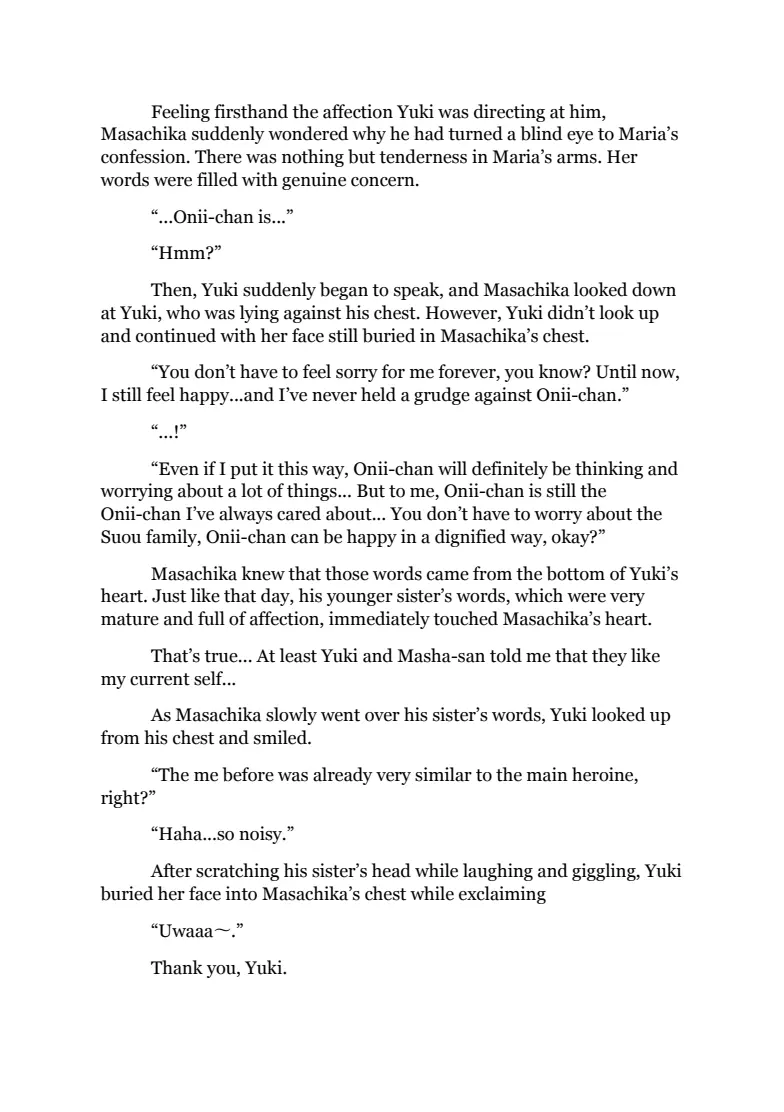 Feeling firsthand the affection Yuki was directing at him,
Masachika suddenly wondered why he had turned a blind eye to Maria’s
confession. There was nothing but tenderness in Maria’s arms. Her
words were filled with genuine concern.
“...Onii-chan is...”
“Hmm?”
Then, Yuki suddenly began to speak, and Masachika looked down
at Yuki, who was lying against his chest. However, Yuki didn’t look up
and continued with her face still buried in Masachika’s chest.
“You don’t have to feel sorry for me forever, you know? Until now,
I still feel happy...and I’ve never held a grudge against Onii-chan.”
“...!”
“Even if I put it this way, Onii-chan will definitely be thinking and
worrying about a lot of things... But to me, Onii-chan is still the
Onii-chan I’ve always cared about... You don’t have to worry about the
Suou family, Onii-chan can be happy in a dignified way, okay?”
Masachika knew that those words came from the bottom of Yuki’s
heart. Just like that day, his younger sister’s words, which were very
mature and full of affection, immediately touched Masachika’s heart.
That’s true... At least Yuki and Masha-san told me that they like
my current self...
As Masachika slowly went over his sister’s words, Yuki looked up
from his chest and smiled.
“The me before was already very similar to the main heroine,
right?”
“Haha...so noisy.”
After scratching his sister’s head while laughing and giggling, Yuki
buried her face into Masachika’s chest while exclaiming
“Uwaaa～.”
Thank you, Yuki.